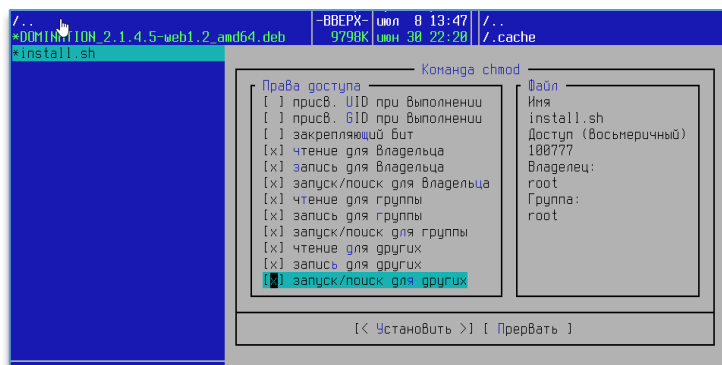 /..
-ВВЕРХ-
июл 8 13:47
/..
*DOMINATION_2.1.4.5-web1.2_amd64.deb
9798K
июн 30 22:20
/.cache
*install.sh
Команда chmod
Права доступа
[ ] присв. UID при выполнении
[ ] присв. GID при выполнении
[ ] закрепляющий бит
[x] чтение для владельца
[x] запись для владельца
[x] запуск/поиск для владельца
[x] чтение для группы
[x] запись для группы
[x] запуск/поиск для группы
[x] чтение для других
[x] запись для других
[x] запуск/поиск для других
Файл
Имя
install.sh
Доступ (восьмеричный)
100777
Владелец:
root
Группа:
root
[< Установить >] [ Прервать ]